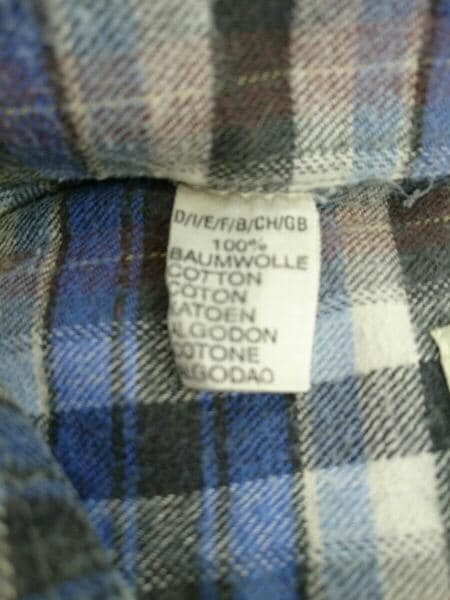 D/I/E/F/B/CH/GB
100%
BAUMWOLLE
COTTON
COTON
KATOEN
ALGODON
COTONE
ALGODAO